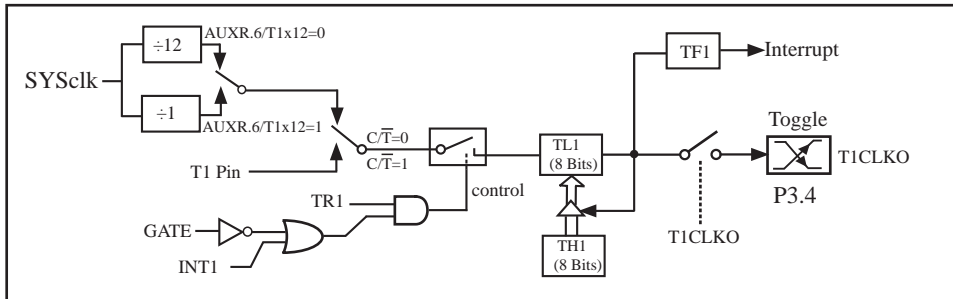 AUXR.6/T1x12=0
÷12
SYSclk
÷1
AUXR.6/T1x12=1
T1 Pin
C/T̅=0
C/T̅=1
TR1
GATE
INT1
control
TL1
(8 Bits)
TH1
(8 Bits)
TF1
Interrupt
Toggle
T1CLKO
P3.4
T1CLKO